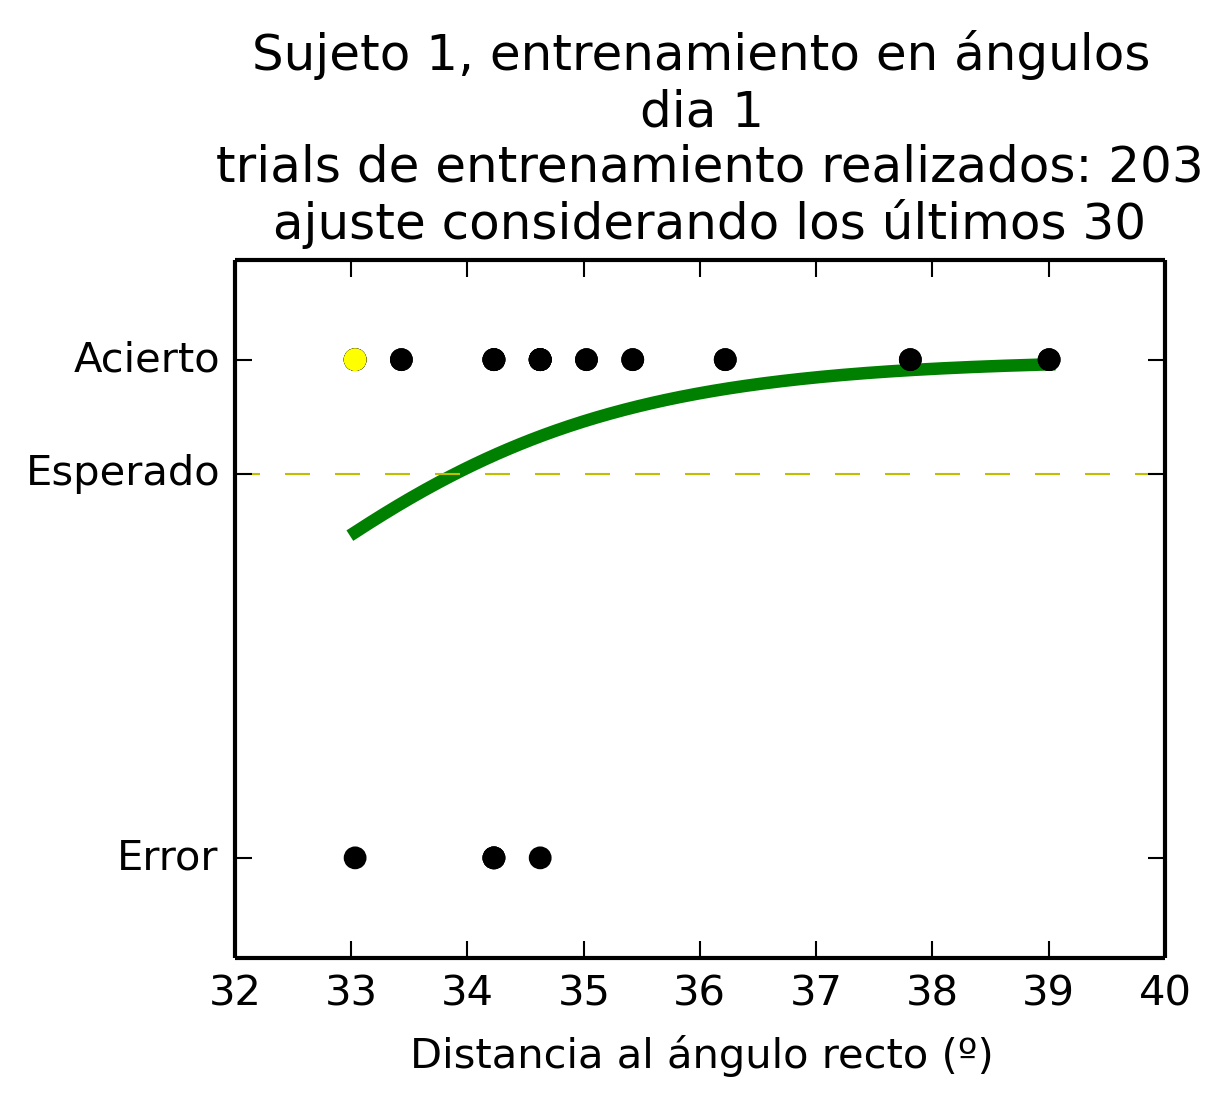 Sujeto 1, entrenamiento en ángulos
dia 1
trials de entrenamiento realizados: 203
ajuste considerando los últimos 30
Acierto
Esperado
Error
32 33 34 35 36 37 38 39 40
Distancia al ángulo recto (º)